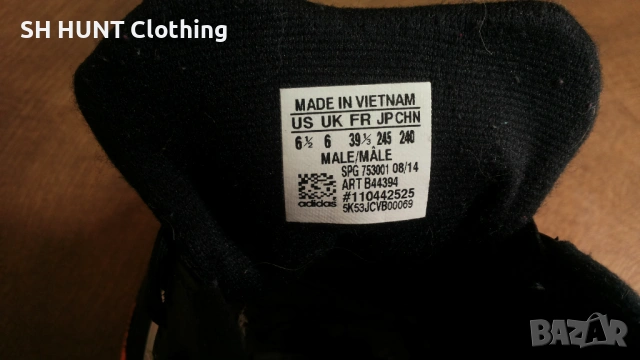 SH HUNT Clothing
MADE IN VIETNAM
US UK FR JP CHN
6½ 6 39⅓ 245 240
MALE/MÂLE
SPG 753001 08/14
ART B44394
#110442525
5K53JCVB00069
adidas
BAZAR